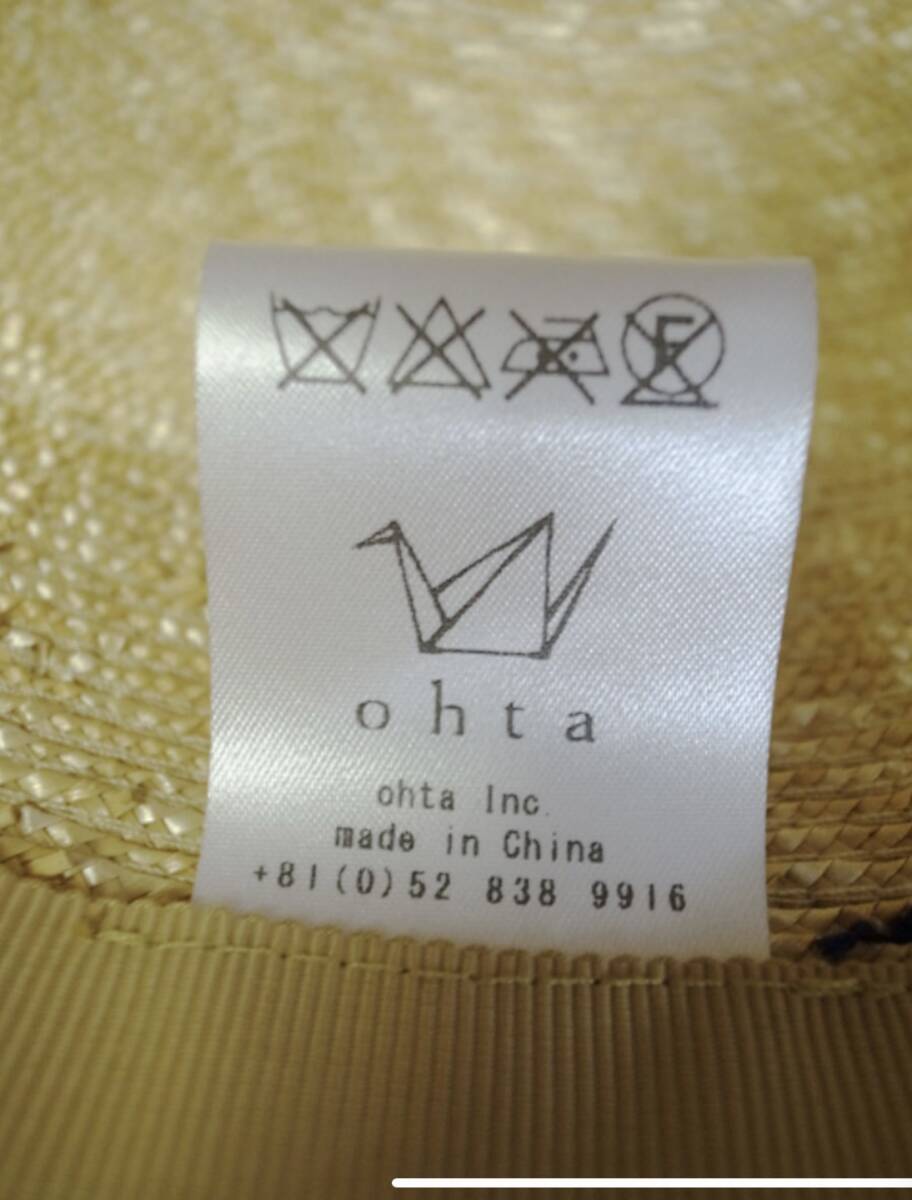 F
ohta
ohta Inc.
made in China
+81(0)52 838 9916